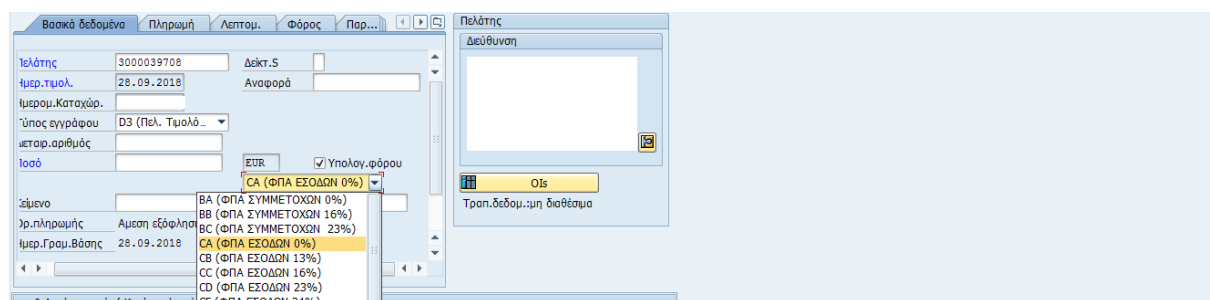 Βασικά δεδομένα Πληρωμή Λεπτομ. Φόρος Παρ...
Πελάτης
Διεύθυνση
Πελάτης 3000039708 Δείκτ.S
Ημερ.τιμολ. 28.09.2018 Αναφορά
Ημερομ.Καταχώρ.
Τύπος εγγράφου D3 (Πελ. Τιμολό..
Διεταιρ.αριθμός
Ποσό EUR Υπολογ.φόρου
CA (ΦΠΑ ΕΣΟΔΩΝ 0%)
OIs
Τραπ.δεδομ.:μη διαθέσιμα
Κείμενο
Όρ.πληρωμής Αμεση εξόφλησ
Ημερ.Γραμ.Βάσης 28.09.2018
BA (ΦΠΑ ΣΥΜΜΕΤΟΧΩΝ 0%)
BB (ΦΠΑ ΣΥΜΜΕΤΟΧΩΝ 16%)
BC (ΦΠΑ ΣΥΜΜΕΤΟΧΩΝ 23%)
CA (ΦΠΑ ΕΣΟΔΩΝ 0%)
CB (ΦΠΑ ΕΣΟΔΩΝ 13%)
CC (ΦΠΑ ΕΣΟΔΩΝ 16%)
CD (ΦΠΑ ΕΣΟΔΩΝ 23%)